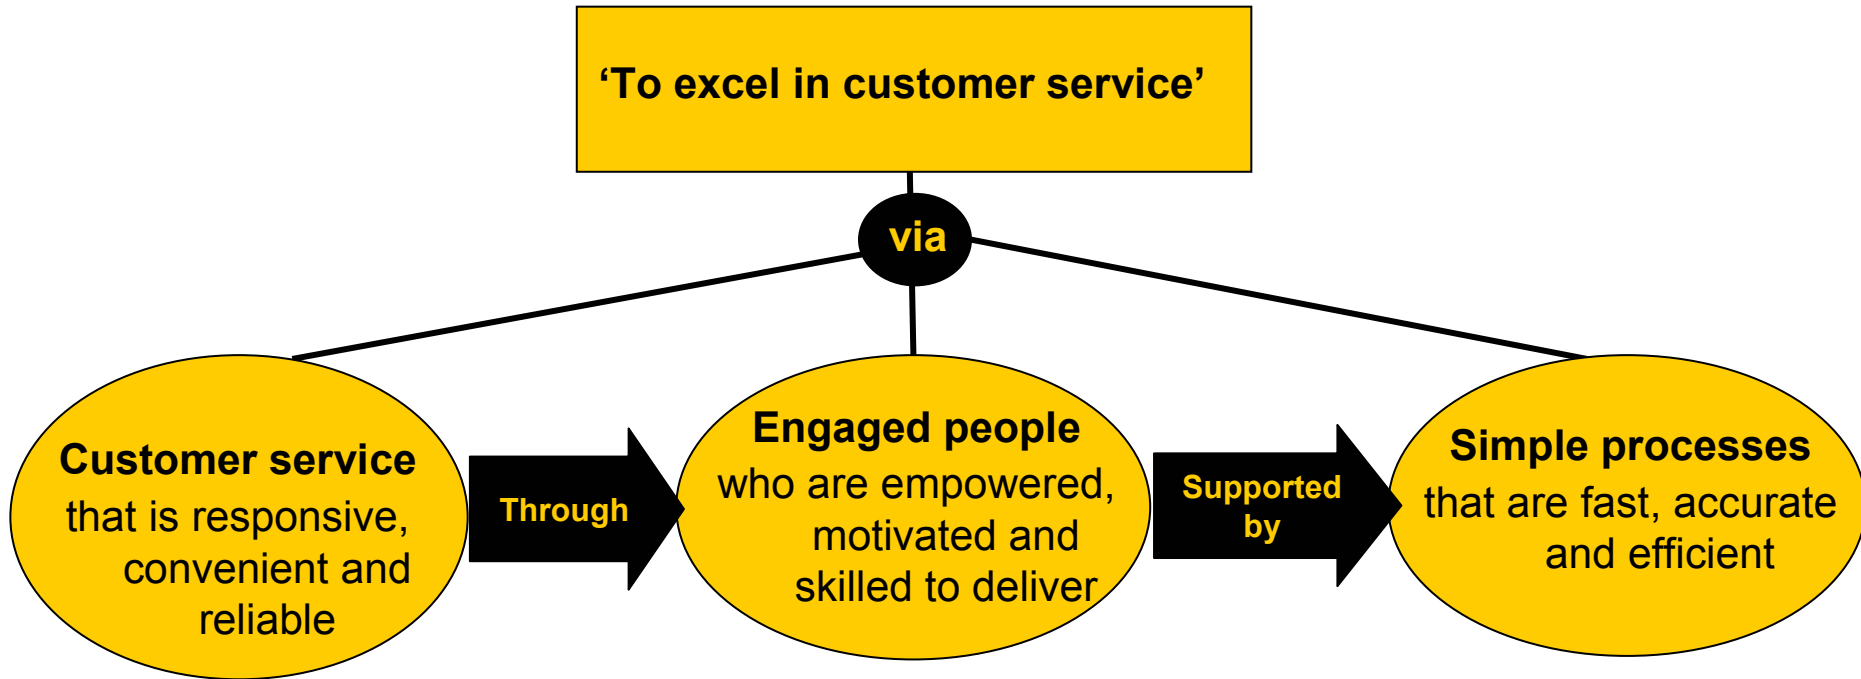 ‘To excel in customer service’
via
Customer service
that is responsive,
convenient and
reliable
Through
Engaged people
who are empowered,
motivated and
skilled to deliver
Supported
by
Simple processes
that are fast, accurate
and efficient